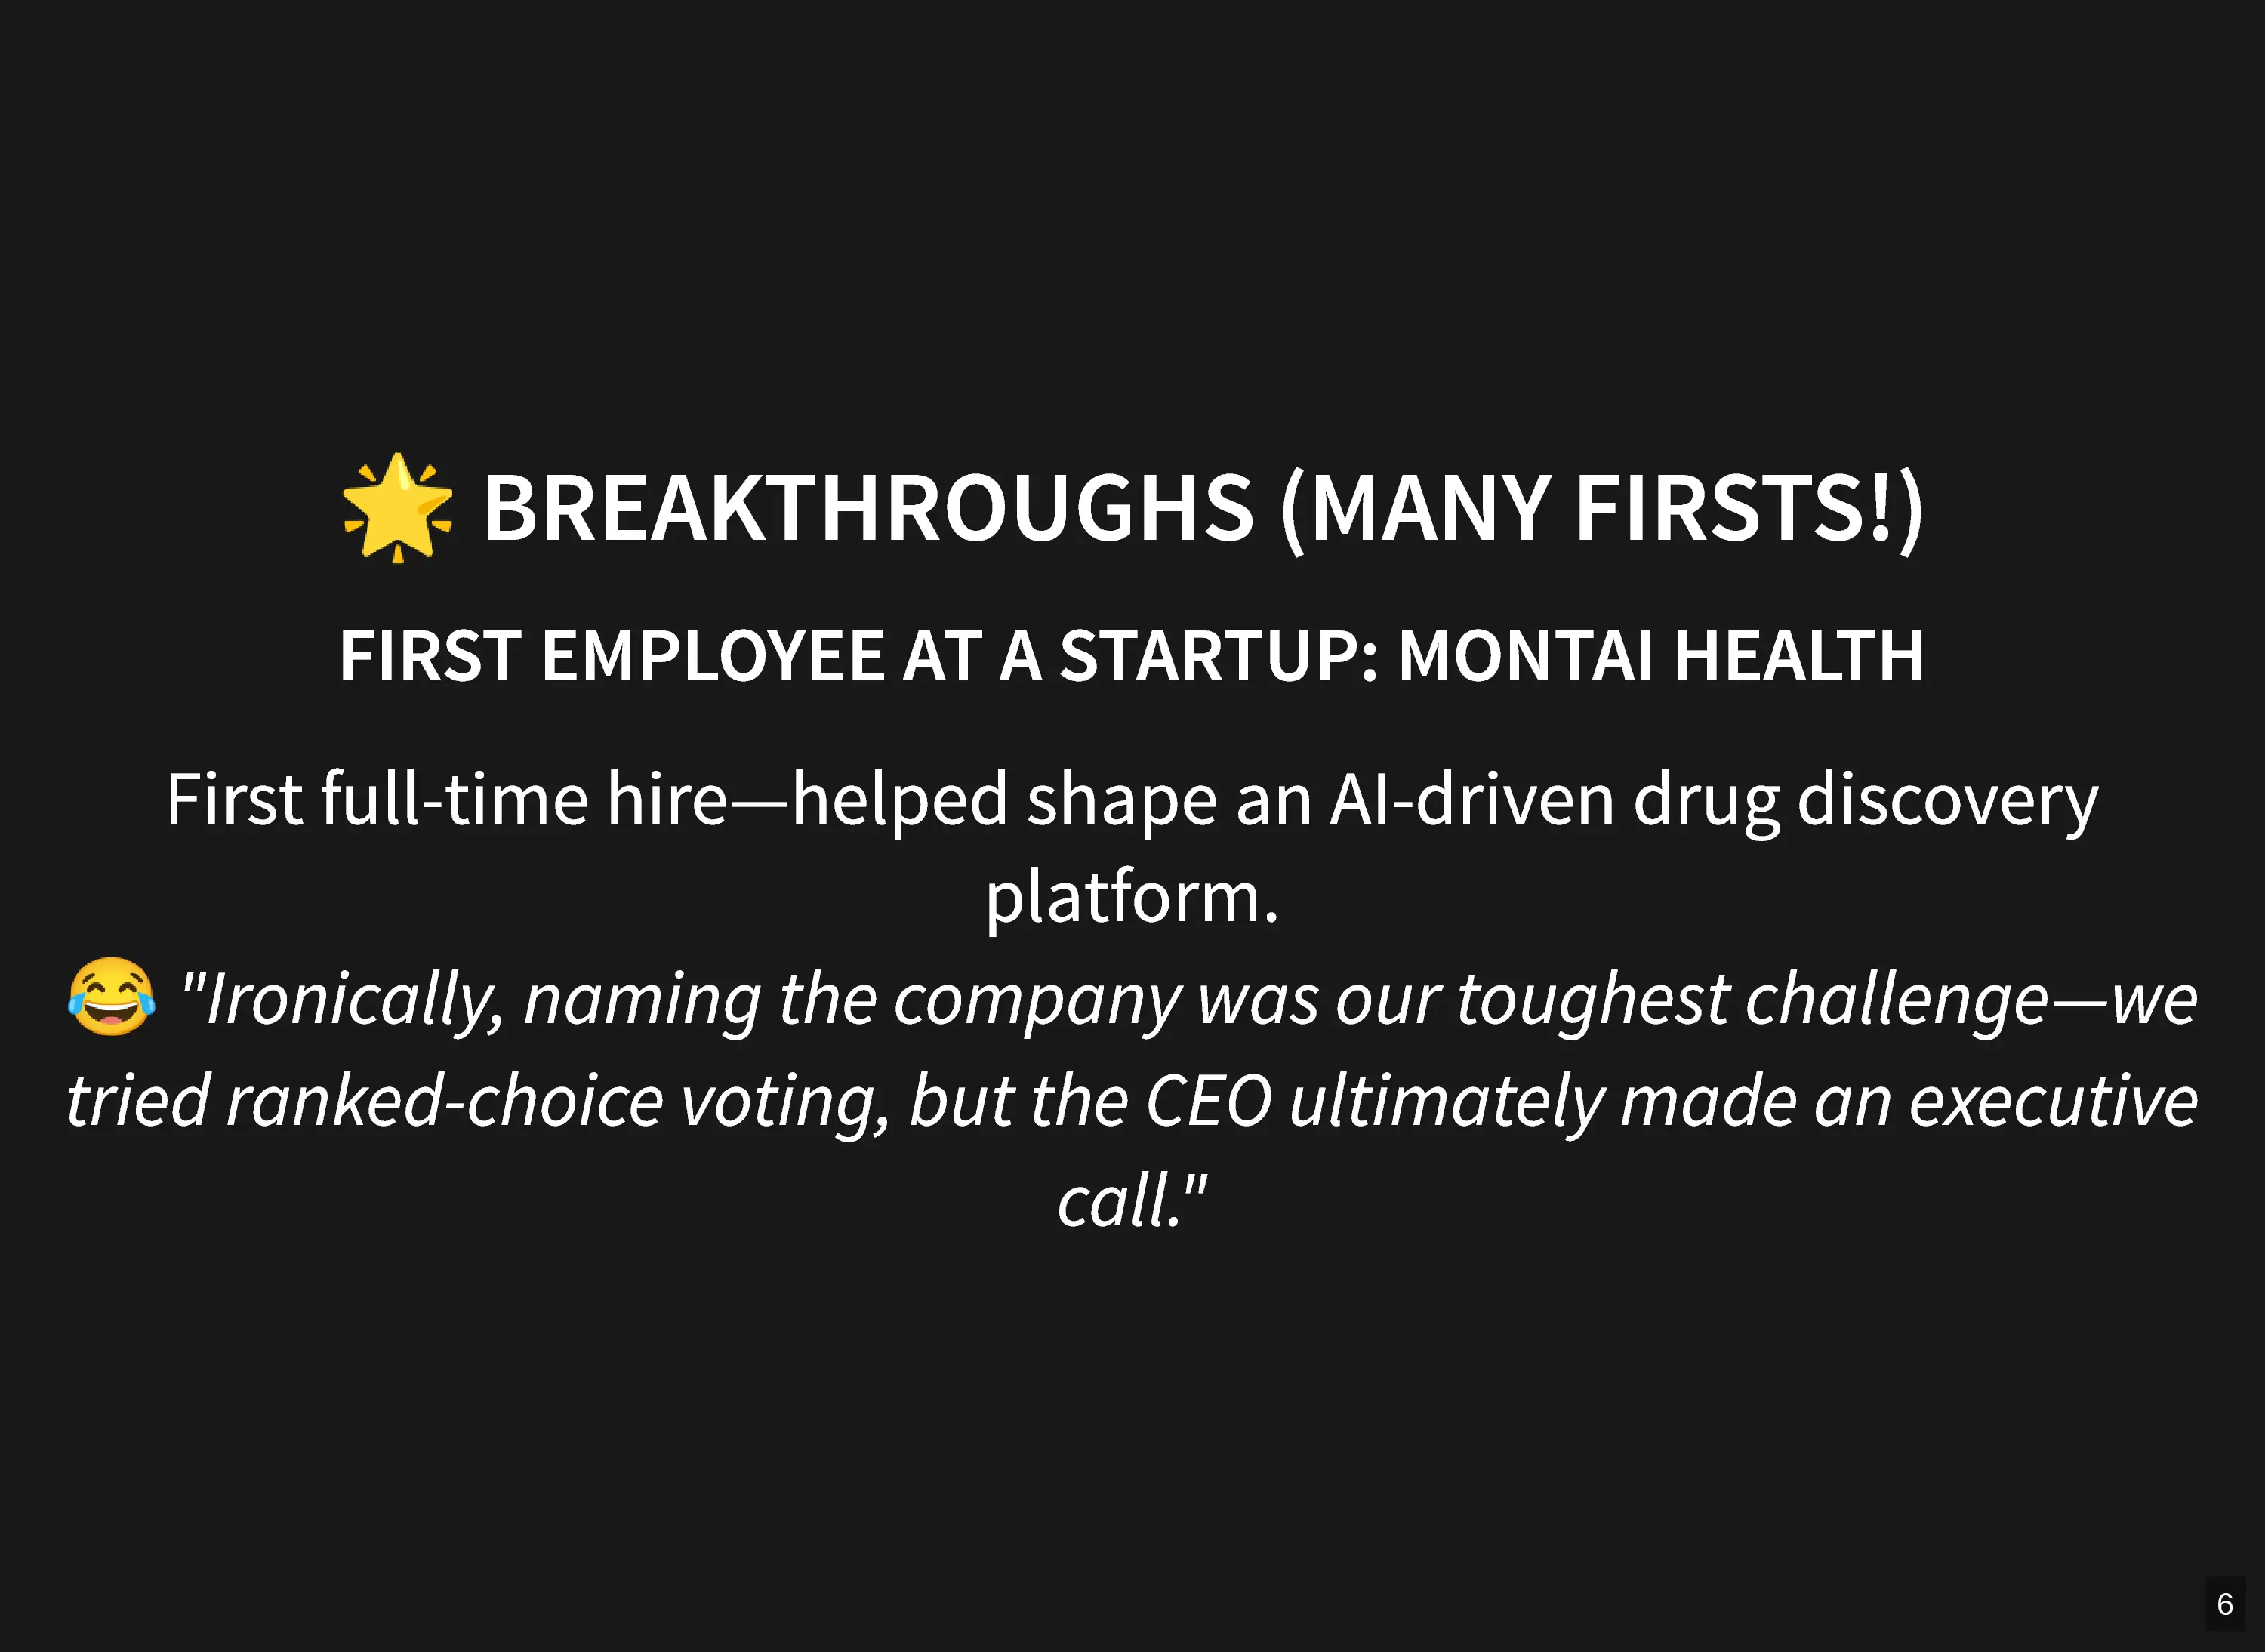 🌟 BREAKTHROUGHS (MANY FIRSTS!)
FIRST EMPLOYEE AT A STARTUP: MONTAI HEALTH
First full-time hire—helped shape an AI-driven drug discovery
platform.
😂 "Ironically, naming the company was our toughest challenge—we
tried ranked-choice voting, but the CEO ultimately made an executive
call."
6